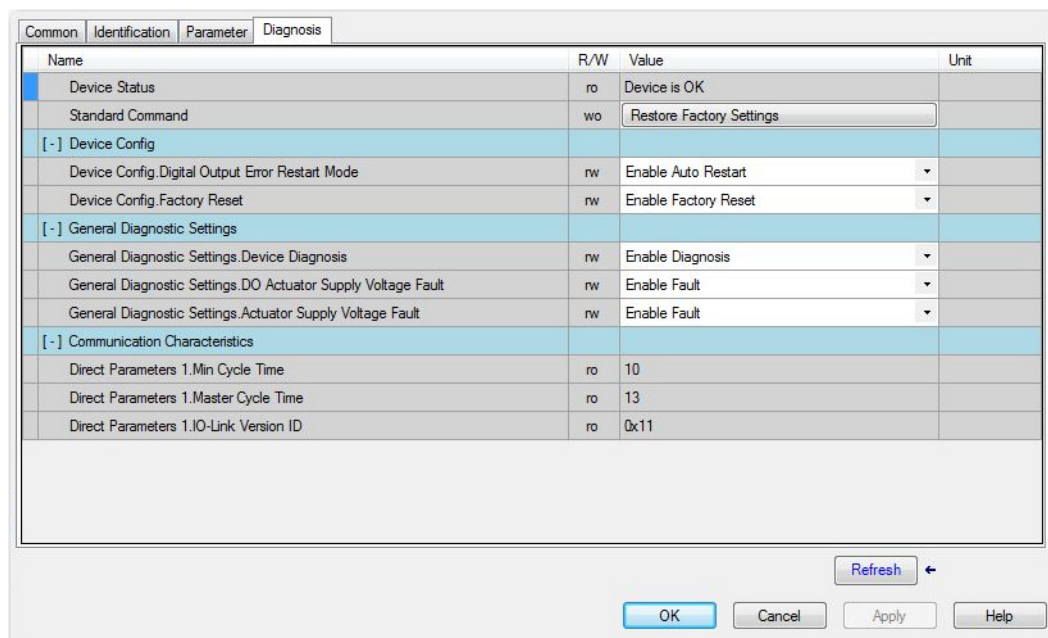 Common Identification Parameter Diagnosis
Name R/W Value Unit
Device Status ro Device is OK
Standard Command wo Restore Factory Settings
[-] Device Config
Device Config.Digital Output Error Restart Mode rw Enable Auto Restart
Device Config.Factory Reset rw Enable Factory Reset
[-] General Diagnostic Settings
General Diagnostic Settings.Device Diagnosis rw Enable Diagnosis
General Diagnostic Settings.DO Actuator Supply Voltage Fault rw Enable Fault
General Diagnostic Settings.Actuator Supply Voltage Fault rw Enable Fault
[-] Communication Characteristics
Direct Parameters 1.Min Cycle Time ro 10
Direct Parameters 1.Master Cycle Time ro 13
Direct Parameters 1.IO-Link Version ID ro 0x11
Refresh ←
OK Cancel Apply Help